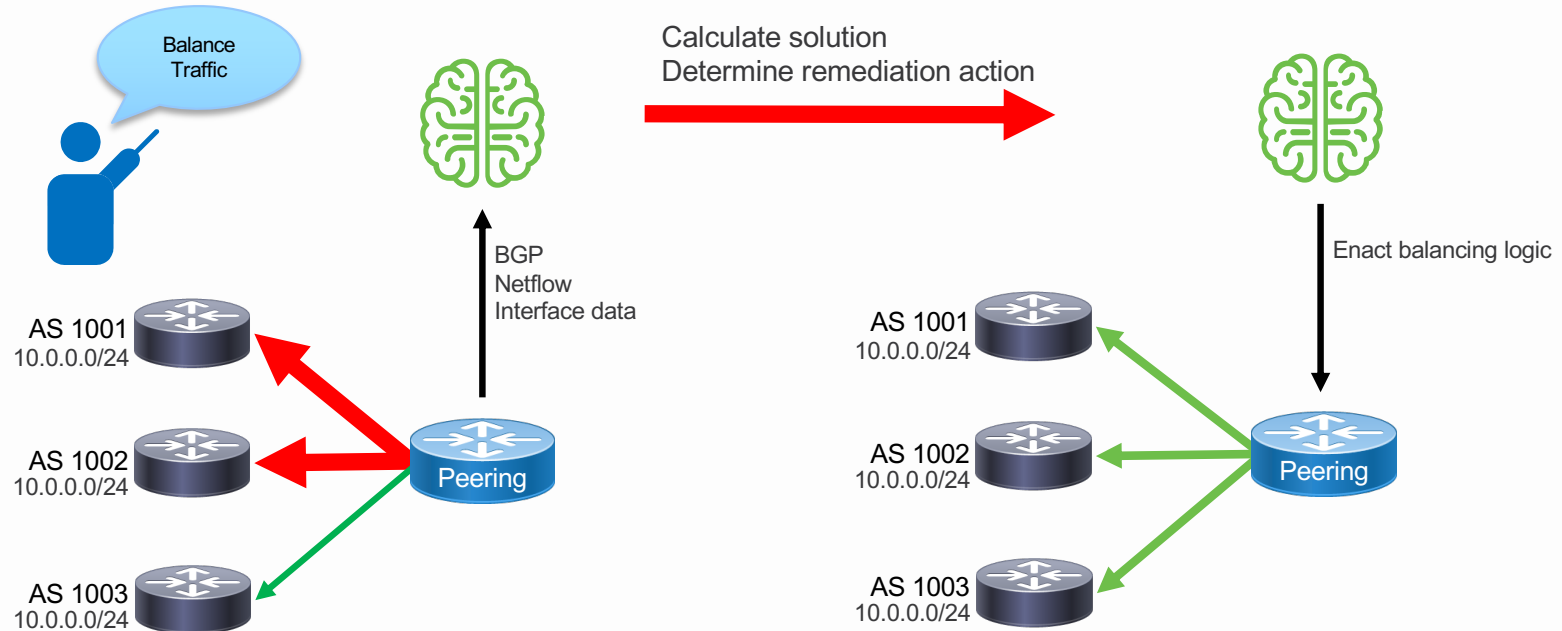 Balance
Traffic
Calculate solution
Determine remediation action
BGP
Netflow
Interface data
Enact balancing logic
AS 1001
10.0.0.0/24
AS 1002
10.0.0.0/24
AS 1003
10.0.0.0/24
Peering
AS 1001
10.0.0.0/24
AS 1002
10.0.0.0/24
AS 1003
10.0.0.0/24
Peering